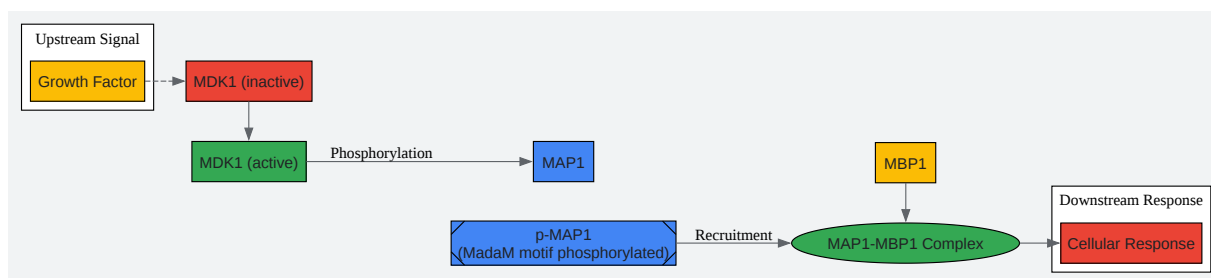 Upstream Signal
Growth Factor
MDK1 (inactive)
MDK1 (active)
Phosphorylation
MAP1
MBP1
p-MAP1
(MadaM motif phosphorylated)
Recruitment
MAP1-MBP1 Complex
Downstream Response
Cellular Response